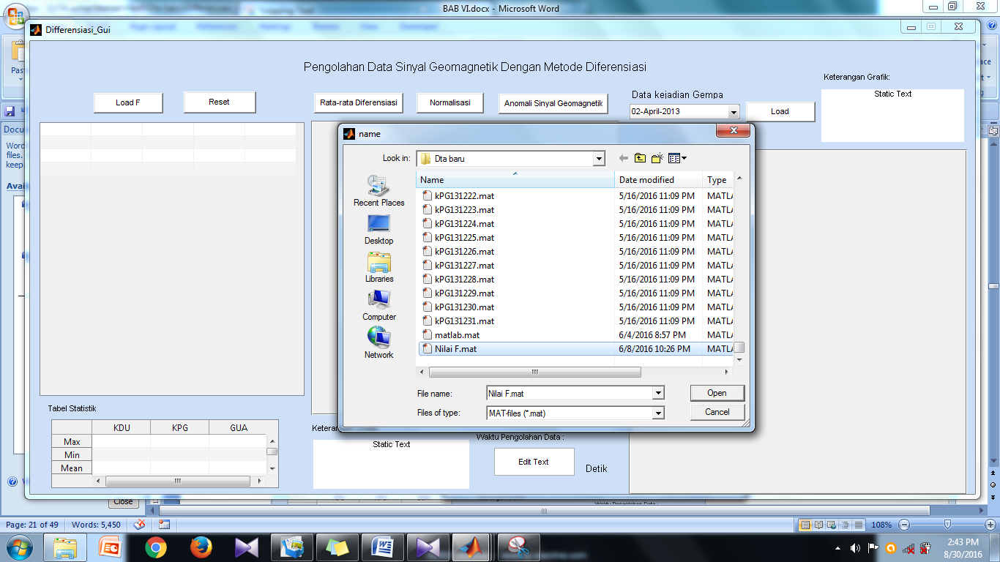 BAB VI.docx - Microsoft Word
Differensiasi_Gui
Pengolahan Data Sinyal Geomagnetik Dengan Metode Diferensiasi
Load F
Reset
Rata-rata Diferensiasi
Normalisasi
Anomali Sinyal Geomagnetik
Data kejadian Gempa
02-April-2013
Load
Keterangan Grafik:
Static Text
name
Look in:
Dta baru
Name
Date modified
Type
Recent Places
Desktop
Libraries
Computer
Network
kPG131222.mat 5/16/2016 11:09 PM MATLA
kPG131223.mat 5/16/2016 11:09 PM MATLA
kPG131224.mat 5/16/2016 11:09 PM MATLA
kPG131225.mat 5/16/2016 11:09 PM MATLA
kPG131226.mat 5/16/2016 11:09 PM MATLA
kPG131227.mat 5/16/2016 11:09 PM MATLA
kPG131228.mat 5/16/2016 11:09 PM MATLA
kPG131229.mat 5/16/2016 11:09 PM MATLA
kPG131230.mat 5/16/2016 11:09 PM MATLA
kPG131231.mat 5/16/2016 11:09 PM MATLA
matlab.mat 6/4/2016 8:57 PM MATLA
Nilai F.mat 6/8/2016 10:26 PM MATLA
File name:
Nilai F.mat
Open
Files of type:
MAT-files (*.mat)
Cancel
Tabel Statistik
KDU KPG GUA
Max
Min
Mean
Static Text
Waktu Pengolahan Data :
Edit Text
Detik
Past
Docu
Word
files.
keep
Avai
Close
Page: 21 of 49
Words: 5,450
108%
2:43 PM
8/30/2016